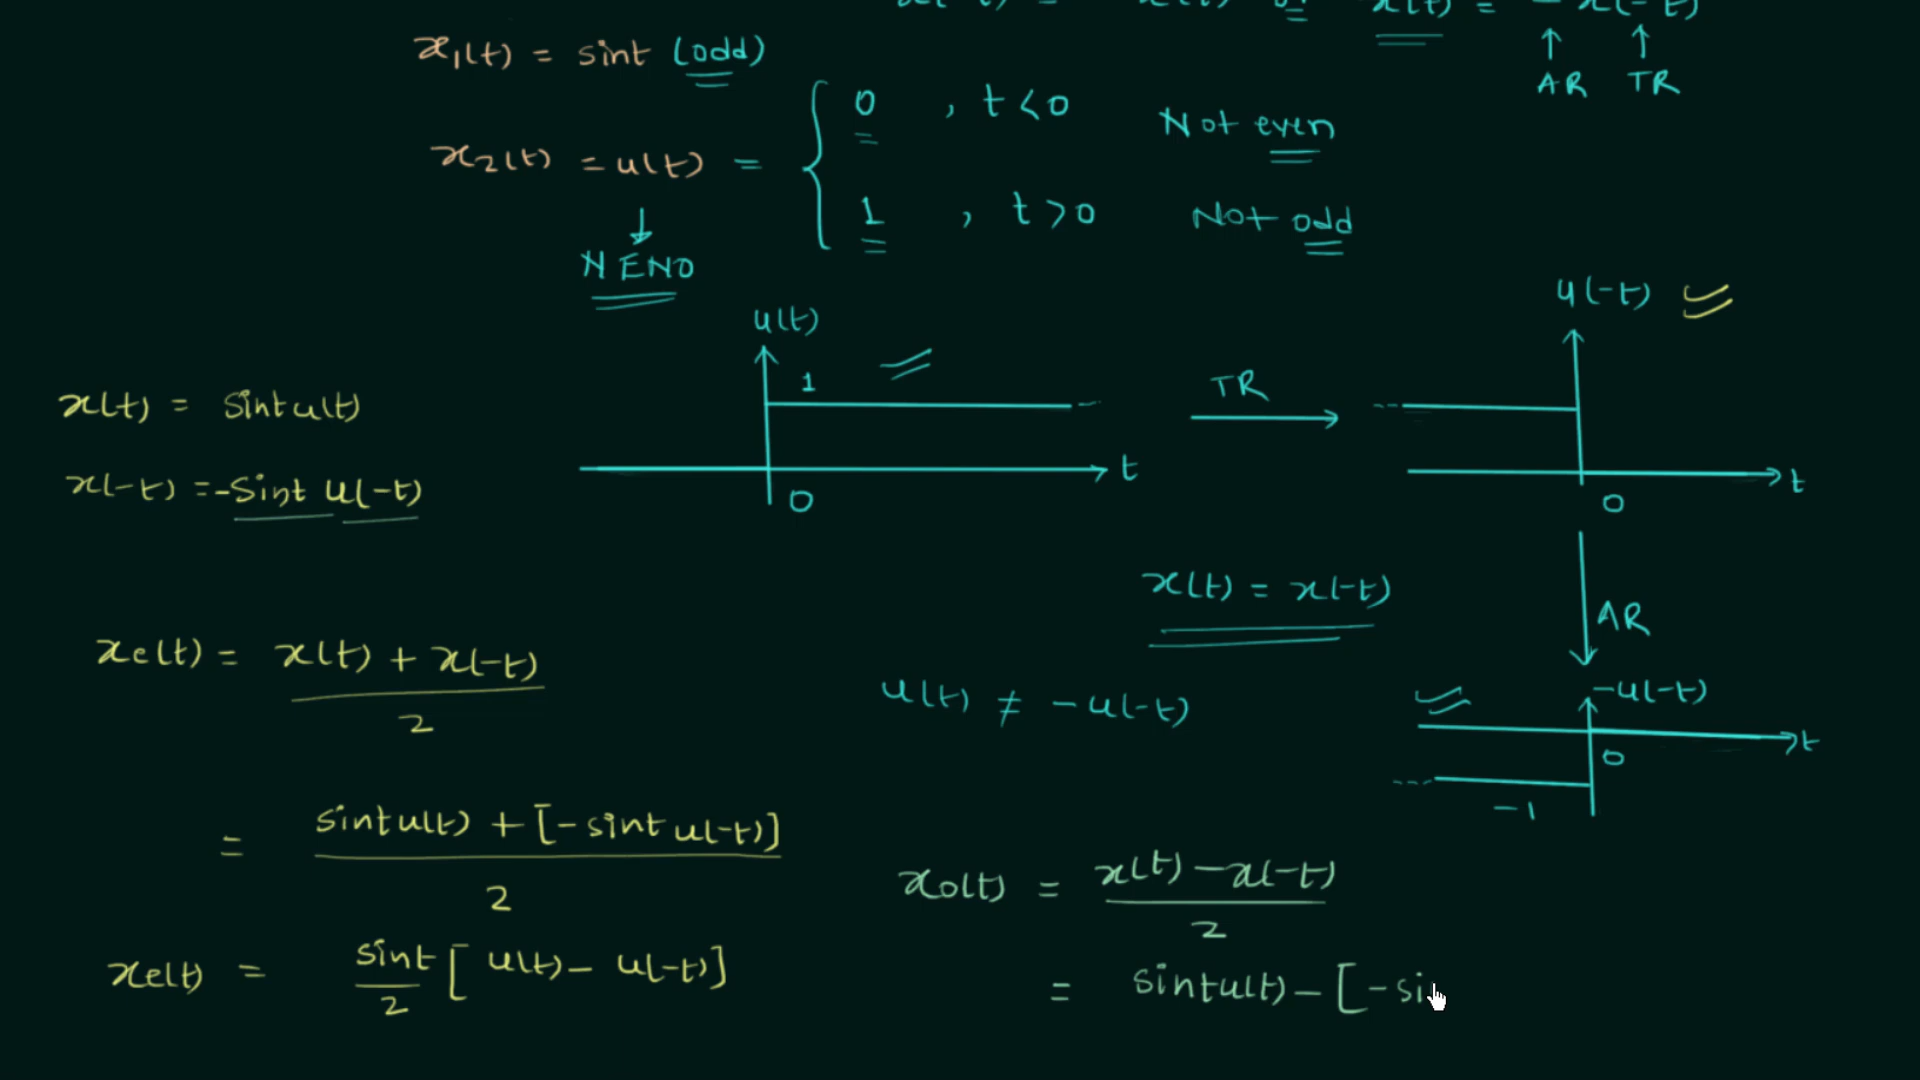 x(t) = - x(-t)
x₁(t) = sint (odd)
AR TR
0 , t < 0 Not even
x₂(t) = u(t) =
1 , t > 0 Not odd
NENO
u(t)
u(-t)
1
TR
x(t) = sint u(t)
t
t
x(-t) = -sint u(-t)
0
0
x(t) = x(-t)
AR
xe(t) = x(t) + x(-t)
2
u(t) ≠ -u(-t)
-u(-t)
t
0
-1
= sint u(t) + [-sint u(-t)]
2
xo(t) = x(t) - x(-t)
2
xe(t) = sint/2 [u(t) - u(-t)]
= sint u(t) - [-si